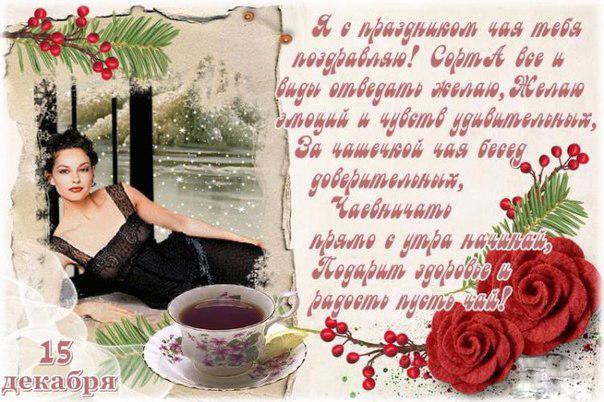 Я с праздником чая тебя
поздравляю! СортА все и
виды отведать желаю, Желаю
эмоций и чувств удивительных,
За чашечкой чая бесед
доверительных,
Чаевничать
прямо с утра начинай,
Подарит здоровье и
радость пусть чай!
15
декабря